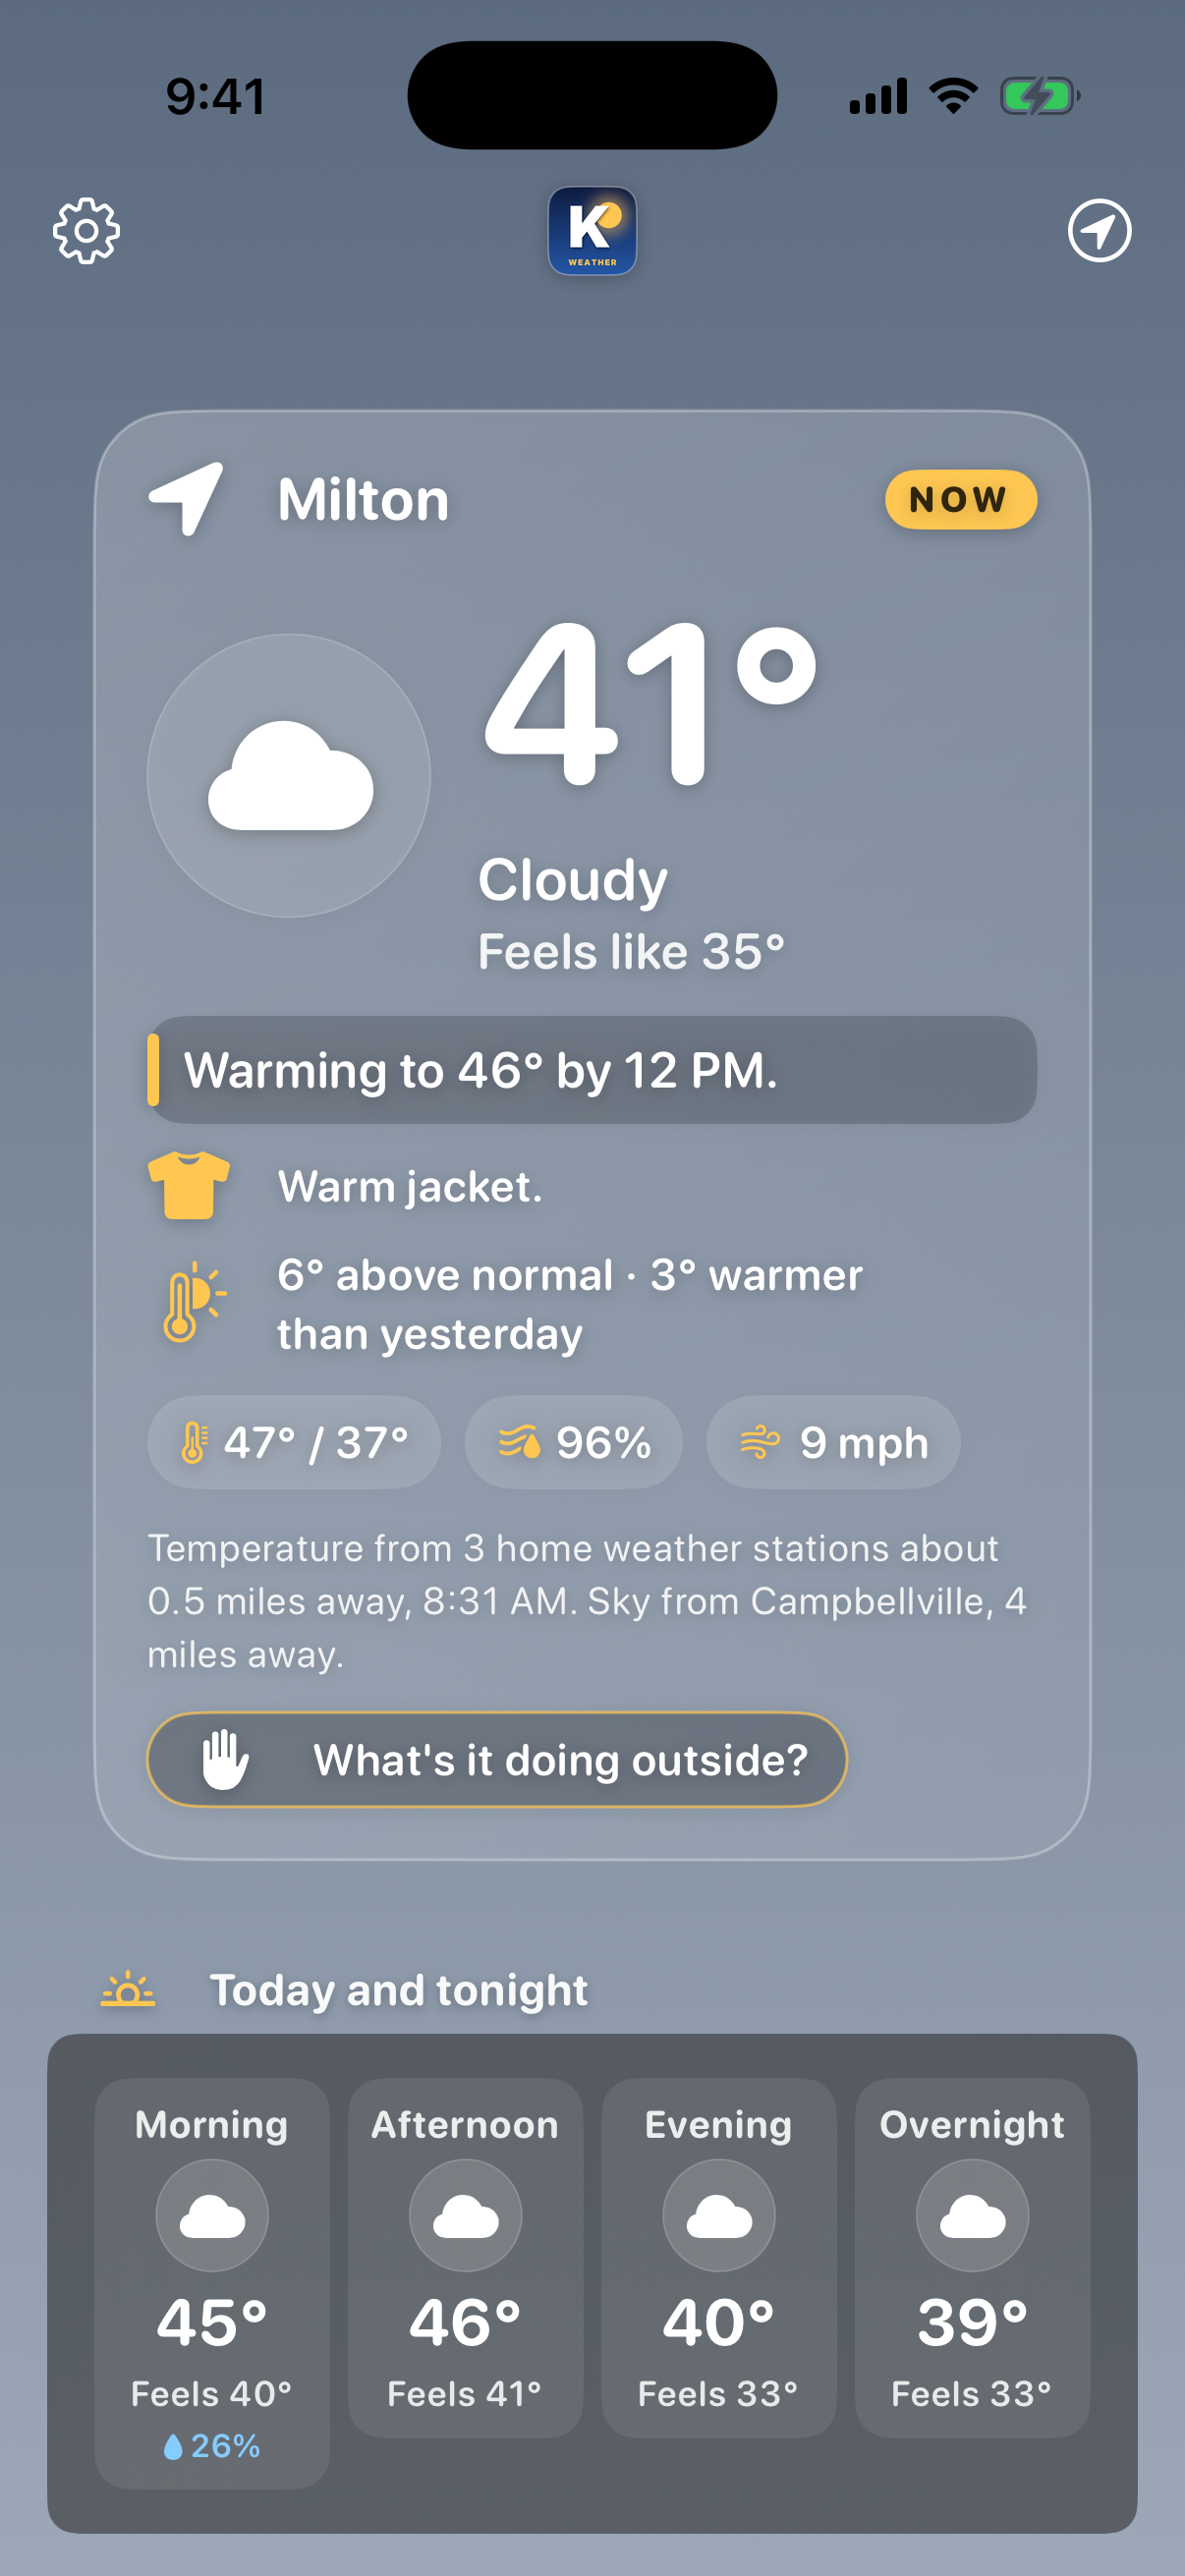 9:41
K
WEATHER
Milton
NOW
41°
Cloudy
Feels like 35°
Warming to 46° by 12 PM.
Warm jacket.
6° above normal · 3° warmer
than yesterday
47° / 37°
96%
9 mph
Temperature from 3 home weather stations about
0.5 miles away, 8:31 AM. Sky from Campbellville, 4
miles away.
What's it doing outside?
Today and tonight
Morning
45°
Feels 40°
26%
Afternoon
46°
Feels 41°
Evening
40°
Feels 33°
Overnight
39°
Feels 33°